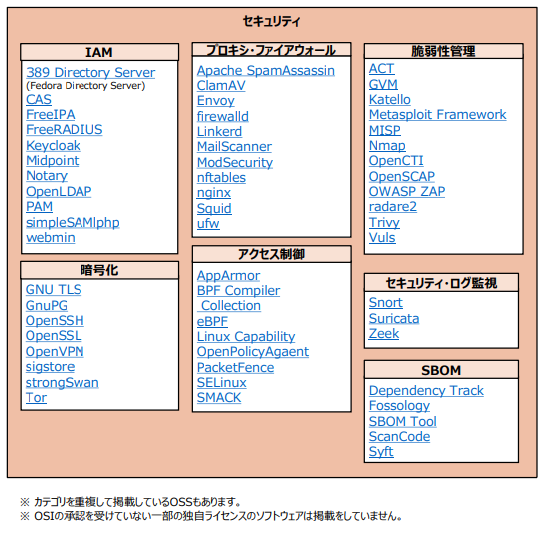 セキュリティ
IAM
389 Directory Server
(Fedora Directory Server)
CAS
FreeIPA
FreeRADIUS
Keycloak
Midpoint
Notary
OpenLDAP
PAM
simpleSAMlphp
webmin
暗号化
GNU TLS
GnuPG
OpenSSH
OpenSSL
OpenVPN
sigstore
strongSwan
Tor
プロキシ・ファイアウォール
Apache SpamAssassin
ClamAV
Envoy
firewalld
Linkerd
MailScanner
ModSecurity
nftables
nginx
Squid
ufw
アクセス制御
AppArmor
BPF Compiler
Collection
eBPF
Linux Capability
OpenPolicyAgaent
PacketFence
SELinux
SMACK
脆弱性管理
ACT
GVM
Katello
Metasploit Framework
MISP
Nmap
OpenCTI
OpenSCAP
OWASP ZAP
radare2
Trivy
Vuls
セキュリティ・ログ監視
Snort
Suricata
Zeek
SBOM
Dependency Track
Fossology
SBOM Tool
ScanCode
Syft
※ カテゴリを重複して掲載しているOSSもあります。
※ OSIの承認を受けていない一部の独自ライセンスのソフトウェアは掲載をしていません。